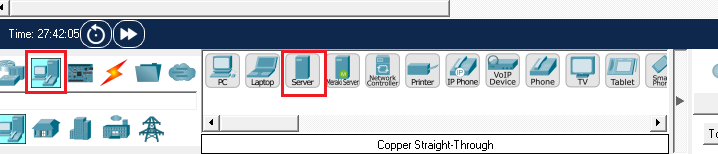 Time: 27:42:05
PC
Laptop
Server
Meraki Server
Network Controller
Printer
IP Phone
VoIP Device
Phone
TV
Tablet
Copper Straight-Through